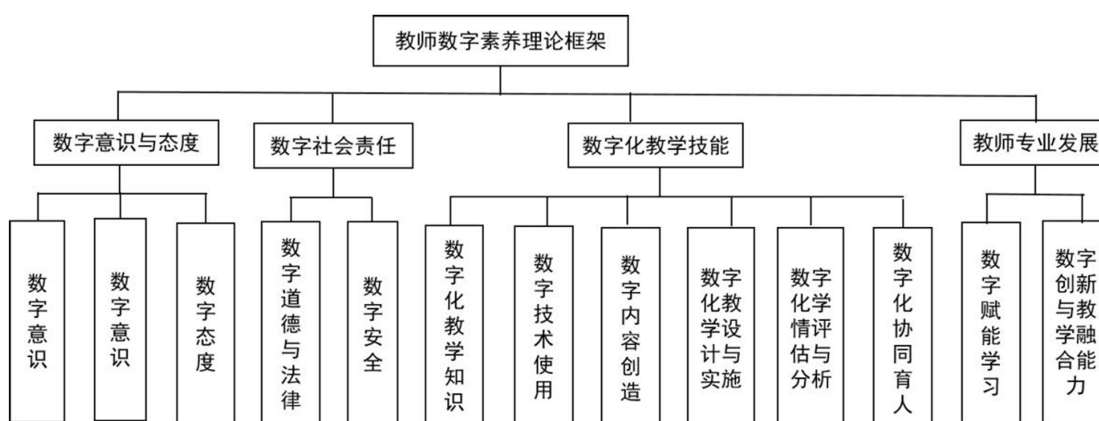 教师数字素养理论框架
数字意识与态度
数字社会责任
数字化教学技能
教师专业发展
数字意识
数字意识
数字态度
数字道德与法律
数字安全
数字化教学知识
数字技术使用
数字内容创造
数字化教学设计与实施
数字化学情评估与分析
数字化协同育人
数字赋能学习
数字创新与教学融合能力